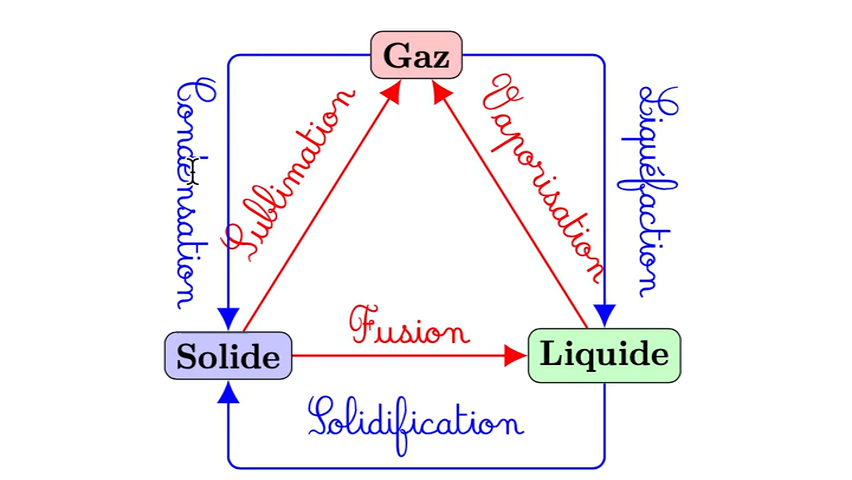 Gaz
Condensation
Sublimation
Vaporisation
Liquéfaction
Fusion
Solide
Liquide
Solidification